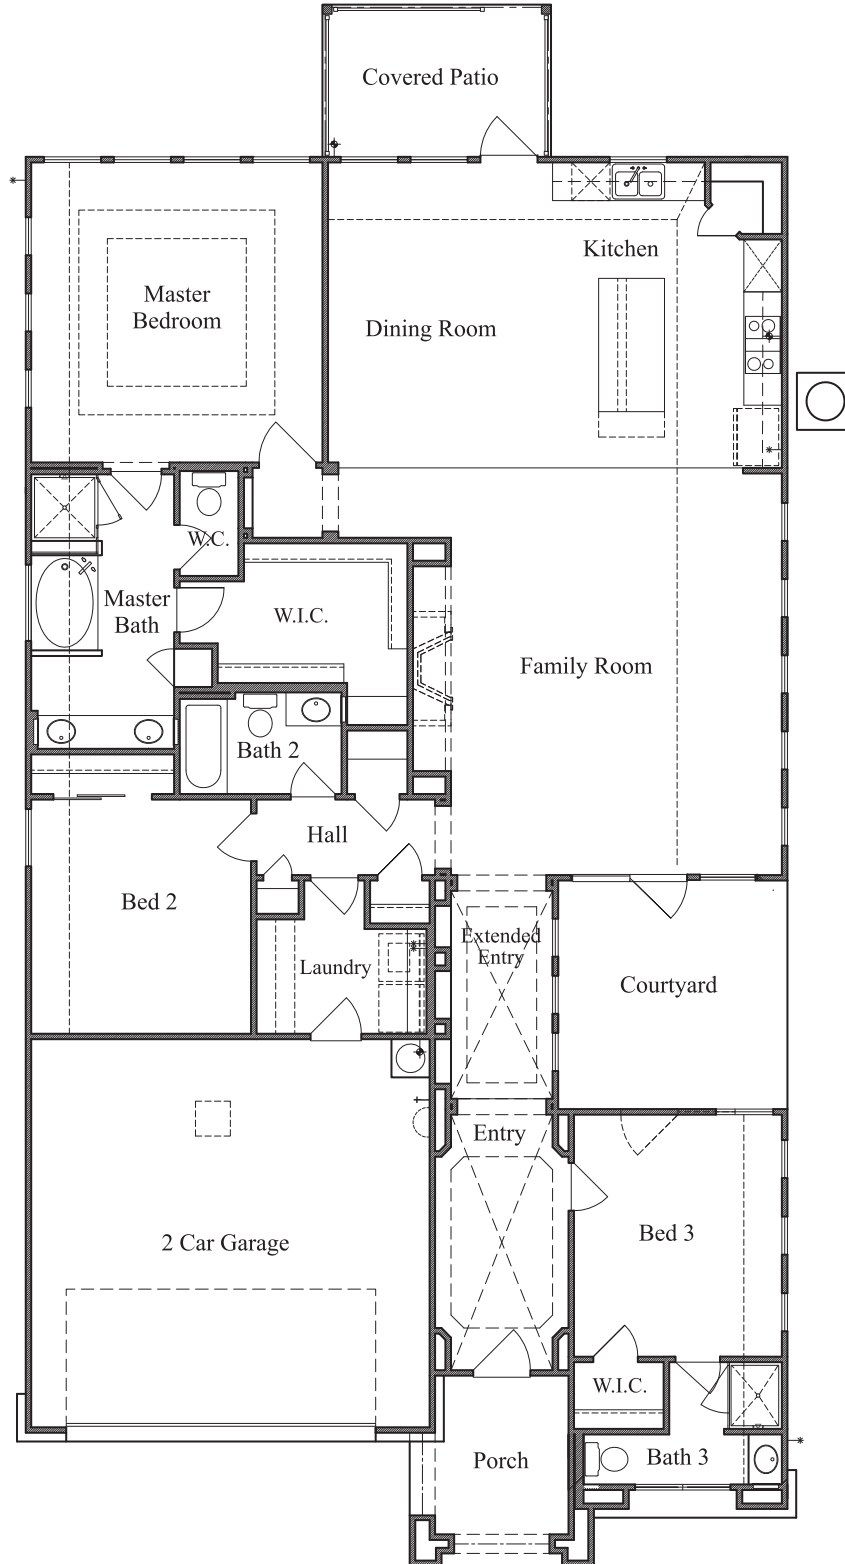 Covered Patio
Kitchen
Master
Bedroom
Dining Room
W.C.
Master
Bath
W.I.C.
Family Room
Bath 2
Hall
Bed 2
Extended
Entry
Laundry
Courtyard
Entry
Bed 3
2 Car Garage
W.I.C.
Bath 3
Porch